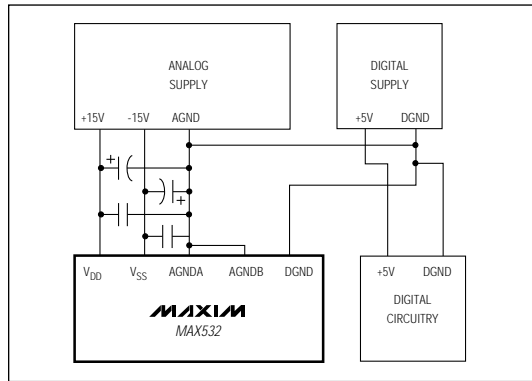 ANALOG
SUPPLY
+15V -15V AGND
DIGITAL
SUPPLY
+5V DGND
+
+
V_DD V_SS AGNDA AGNDB DGND
MAXIM
MAX532
+5V DGND
DIGITAL
CIRCUITRY